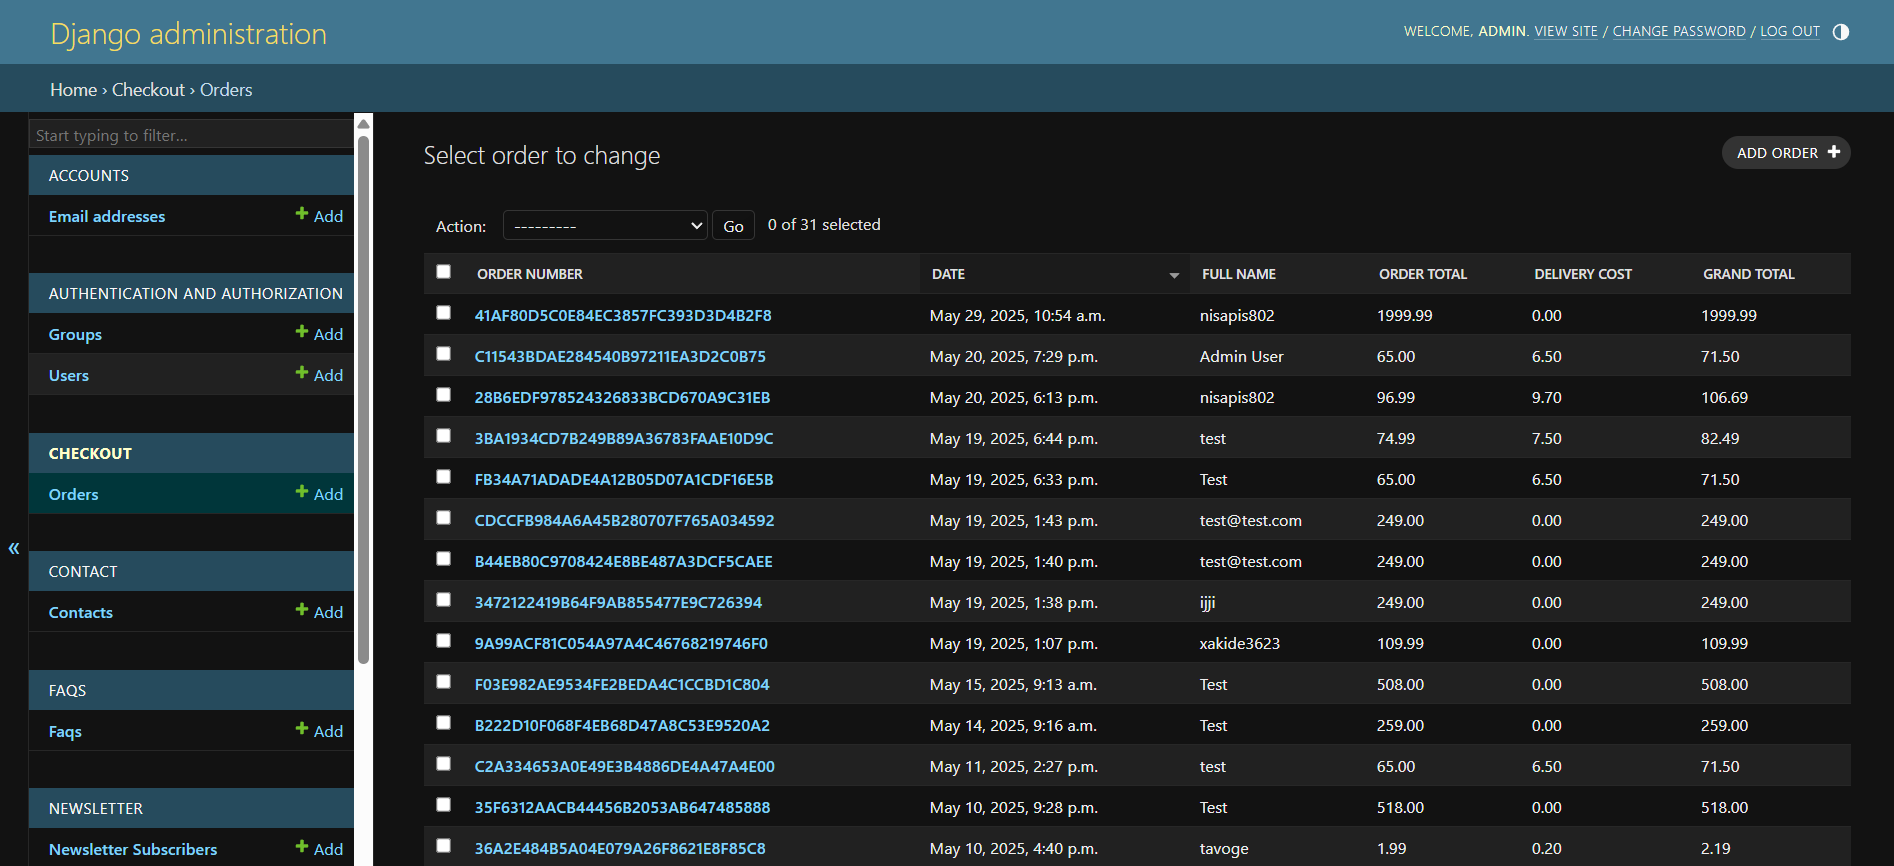 Django administration
WELCOME, ADMIN. VIEW SITE / CHANGE PASSWORD / LOG OUT
Home › Checkout › Orders
Start typing to filter...
ACCOUNTS
Email addresses + Add
AUTHENTICATION AND AUTHORIZATION
Groups + Add
Users + Add
CHECKOUT
Orders + Add
«
CONTACT
Contacts + Add
FAQS
Faqs + Add
NEWSLETTER
Newsletter Subscribers + Add
Select order to change
ADD ORDER +
Action: --------- Go 0 of 31 selected
ORDER NUMBER DATE FULL NAME ORDER TOTAL DELIVERY COST GRAND TOTAL
41AF80D5C0E84EC3857FC393D3D4B2F8 May 29, 2025, 10:54 a.m. nisapis802 1999.99 0.00 1999.99
C11543BDAE284540B97211EA3D2C0B75 May 20, 2025, 7:29 p.m. Admin User 65.00 6.50 71.50
28B6EDF978524326833BCD670A9C31EB May 20, 2025, 6:13 p.m. nisapis802 96.99 9.70 106.69
3BA1934CD7B249B89A36783FAAE10D9C May 19, 2025, 6:44 p.m. test 74.99 7.50 82.49
FB34A71ADADE4A12B05D07A1CDF16E5B May 19, 2025, 6:33 p.m. Test 65.00 6.50 71.50
CDCCFB984A6A45B280707F765A034592 May 19, 2025, 1:43 p.m. test@test.com 249.00 0.00 249.00
B44EB80C9708424E8BE487A3DCF5CAEE May 19, 2025, 1:40 p.m. test@test.com 249.00 0.00 249.00
3472122419B64F9AB855477E9C726394 May 19, 2025, 1:38 p.m. ijji 249.00 0.00 249.00
9A99ACF81C054A97A4C46768219746F0 May 19, 2025, 1:07 p.m. xakide3623 109.99 0.00 109.99
F03E982AE9534FE2BEDA4C1CCBD1C804 May 15, 2025, 9:13 a.m. Test 508.00 0.00 508.00
B222D10F068F4EB68D47A8C53E9520A2 May 14, 2025, 9:16 a.m. Test 259.00 0.00 259.00
C2A334653A0E49E3B4886DE4A47A4E00 May 11, 2025, 2:27 p.m. test 65.00 6.50 71.50
35F6312AACB44456B2053AB647485888 May 10, 2025, 9:28 p.m. Test 518.00 0.00 518.00
36A2E484B5A04E079A26F8621E8F85C8 May 10, 2025, 4:40 p.m. tavoge 1.99 0.20 2.19